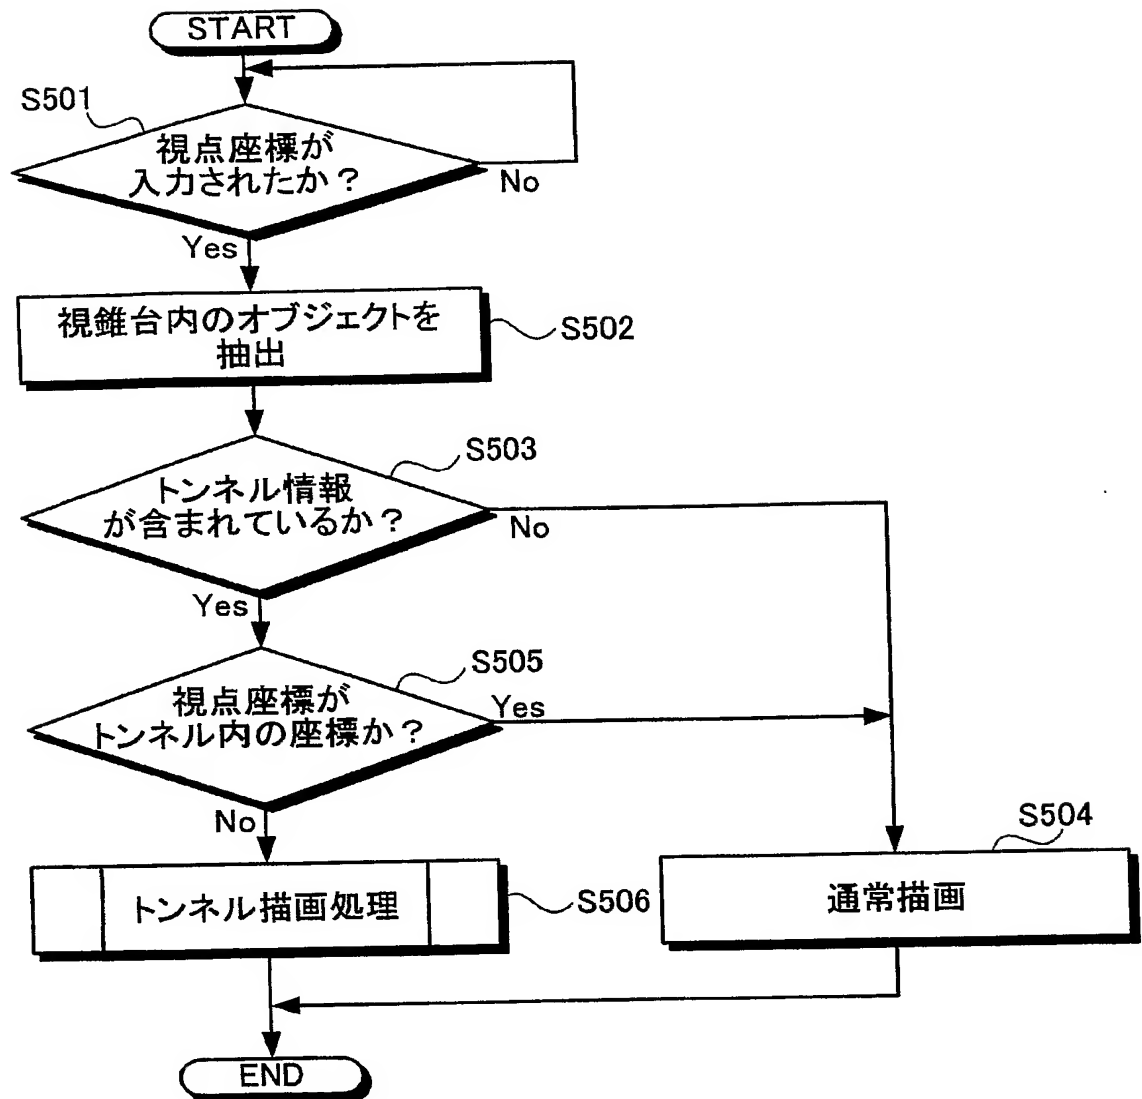 START
S501
視点座標が
入力されたか？
No
Yes
視錐台内のオブジェクトを
抽出
S502
S503
トンネル情報
が含まれているか？
No
Yes
S505
視点座標が
トンネル内の座標か？
Yes
No
S504
トンネル描画処理
S506
通常描画
END